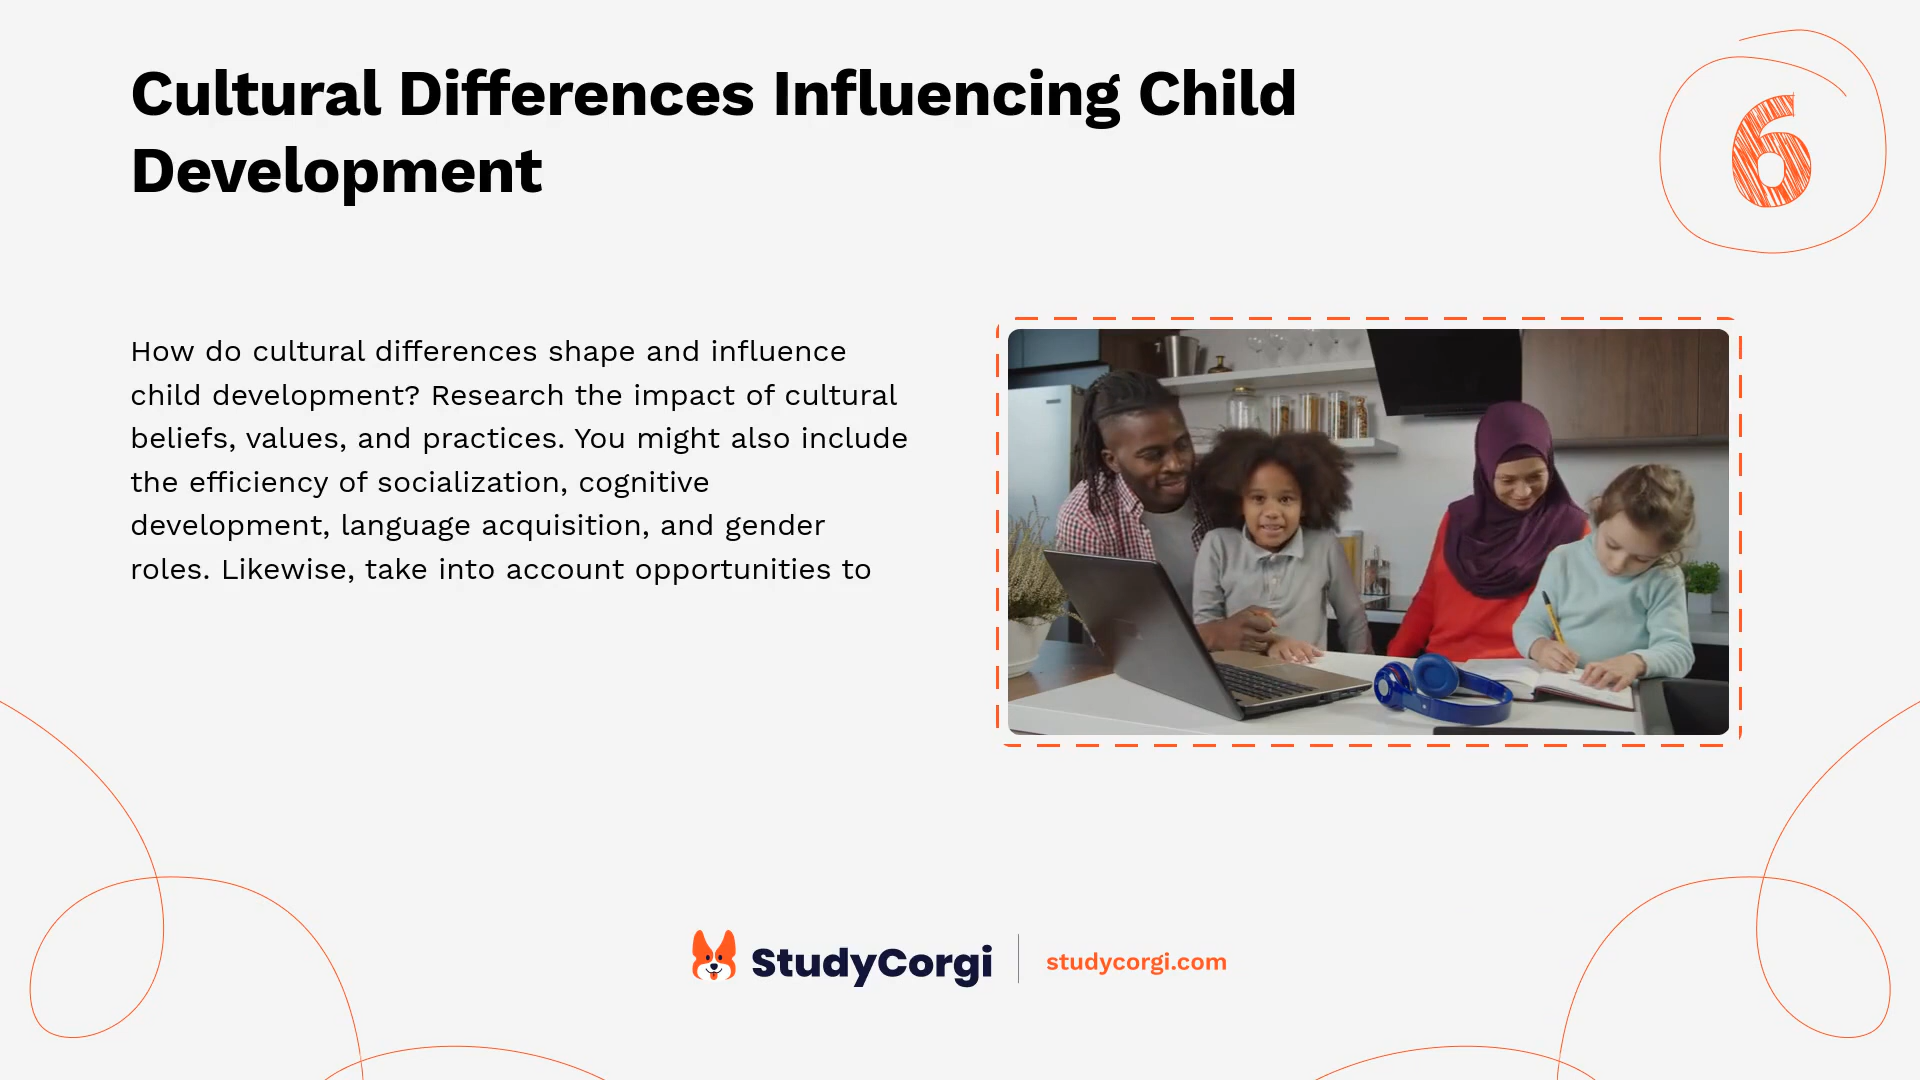 Cultural Differences Influencing Child
Development
6
How do cultural differences shape and influence
child development? Research the impact of cultural
beliefs, values, and practices. You might also include
the efficiency of socialization, cognitive
development, language acquisition, and gender
roles. Likewise, take into account opportunities to
StudyCorgi
studycorgi.com